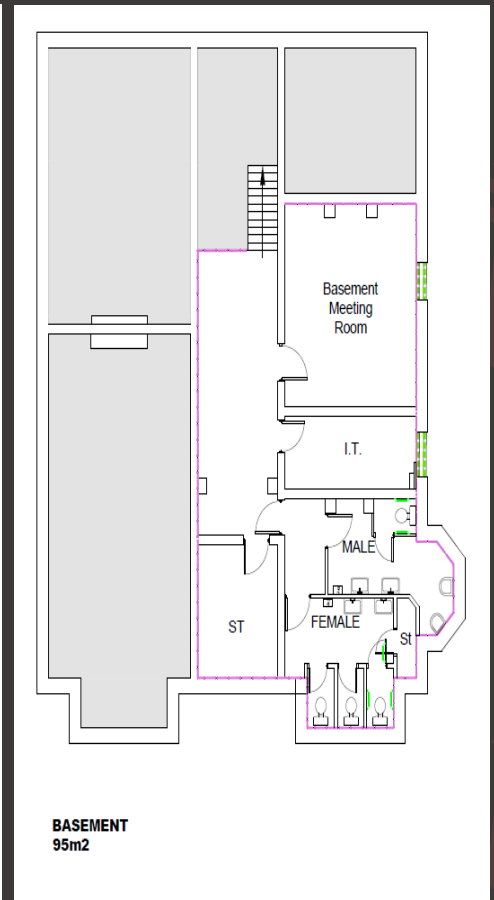 Basement
Meeting
Room
I.T.
MALE
FEMALE
ST
St
BASEMENT
95m2